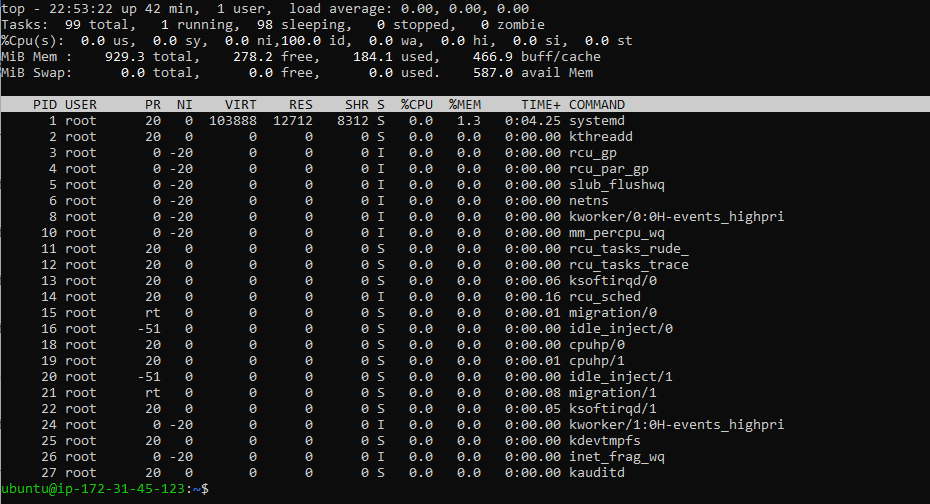 top - 22:53:22 up 42 min,  1 user,  load average: 0.00, 0.00, 0.00
Tasks:  99 total,   1 running,  98 sleeping,   0 stopped,   0 zombie
%Cpu(s):  0.0 us,  0.0 sy,  0.0 ni,100.0 id,  0.0 wa,  0.0 hi,  0.0 si,  0.0 st
MiB Mem :    929.3 total,    278.2 free,    184.1 used,    466.9 buff/cache
MiB Swap:      0.0 total,      0.0 free,      0.0 used.    587.0 avail Mem
    PID USER      PR  NI    VIRT    RES    SHR S  %CPU  %MEM     TIME+ COMMAND
      1 root      20   0  103888  12712   8312 S   0.0   1.3   0:04.25 systemd
      2 root      20   0       0      0      0 S   0.0   0.0   0:00.00 kthreadd
      3 root       0 -20       0      0      0 I   0.0   0.0   0:00.00 rcu_gp
      4 root       0 -20       0      0      0 I   0.0   0.0   0:00.00 rcu_par_gp
      5 root       0 -20       0      0      0 I   0.0   0.0   0:00.00 slub_flushwq
      6 root       0 -20       0      0      0 I   0.0   0.0   0:00.00 netns
      8 root       0 -20       0      0      0 I   0.0   0.0   0:00.00 kworker/0:0H-events_highpri
     10 root       0 -20       0      0      0 I   0.0   0.0   0:00.00 mm_percpu_wq
     11 root      20   0       0      0      0 S   0.0   0.0   0:00.00 rcu_tasks_rude_
     12 root      20   0       0      0      0 S   0.0   0.0   0:00.00 rcu_tasks_trace
     13 root      20   0       0      0      0 S   0.0   0.0   0:00.06 ksoftirqd/0
     14 root      20   0       0      0      0 I   0.0   0.0   0:00.16 rcu_sched
     15 root      rt   0       0      0      0 S   0.0   0.0   0:00.01 migration/0
     16 root     -51   0       0      0      0 S   0.0   0.0   0:00.00 idle_inject/0
     18 root      20   0       0      0      0 S   0.0   0.0   0:00.00 cpuhp/0
     19 root      20   0       0      0      0 S   0.0   0.0   0:00.01 cpuhp/1
     20 root     -51   0       0      0      0 S   0.0   0.0   0:00.00 idle_inject/1
     21 root      rt   0       0      0      0 S   0.0   0.0   0:00.08 migration/1
     22 root      20   0       0      0      0 S   0.0   0.0   0:00.05 ksoftirqd/1
     24 root       0 -20       0      0      0 I   0.0   0.0   0:00.00 kworker/1:0H-events_highpri
     25 root      20   0       0      0      0 S   0.0   0.0   0:00.00 kdevtmpfs
     26 root       0 -20       0      0      0 I   0.0   0.0   0:00.00 inet_frag_wq
     27 root      20   0       0      0      0 S   0.0   0.0   0:00.00 kauditd
ubuntu@ip-172-31-45-123:~$